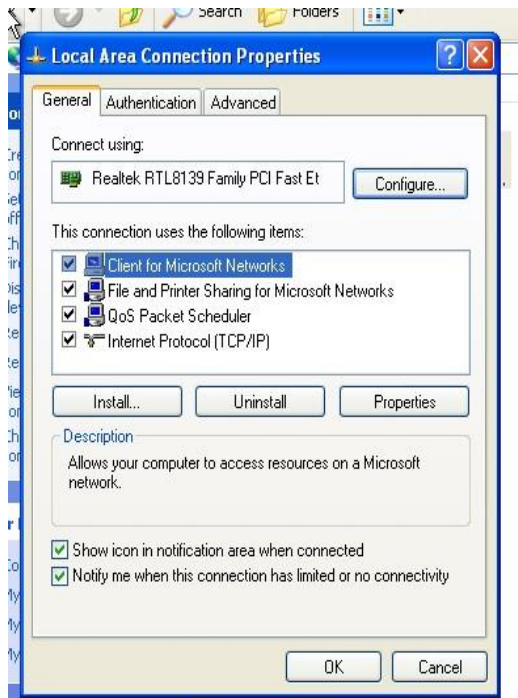 Search
Folders
Local Area Connection Properties
General
Authentication
Advanced
Connect using:
Realtek RTL8139 Family PCI Fast Et
Configure...
This connection uses the following items:
Client for Microsoft Networks
File and Printer Sharing for Microsoft Networks
QoS Packet Scheduler
Internet Protocol (TCP/IP)
Install...
Uninstall
Properties
Description
Allows your computer to access resources on a Microsoft
network.
Show icon in notification area when connected
Notify me when this connection has limited or no connectivity
OK
Cancel